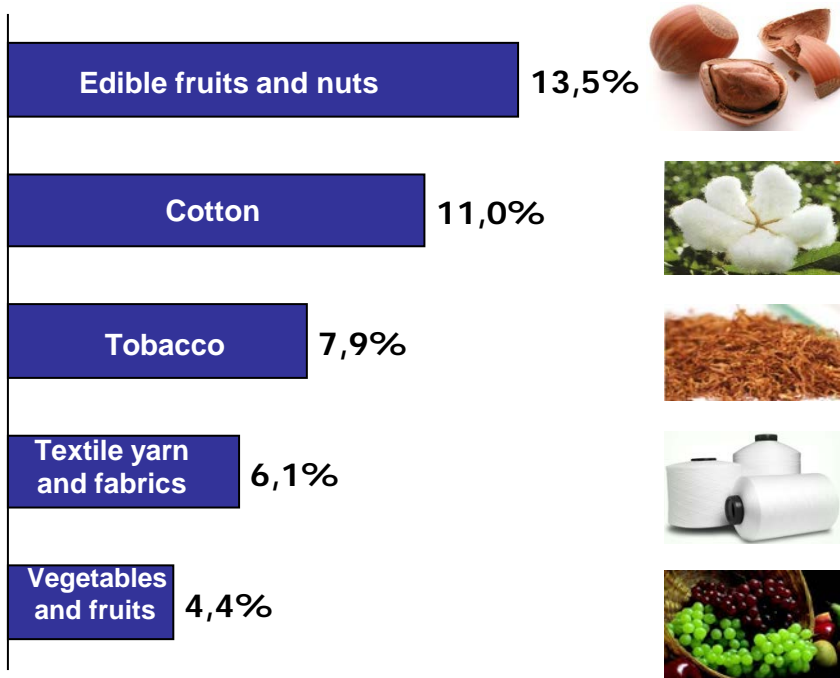 Edible fruits and nuts
13,5%
Cotton
11,0%
Tobacco
7,9%
Textile yarn
and fabrics
6,1%
Vegetables
and fruits
4,4%